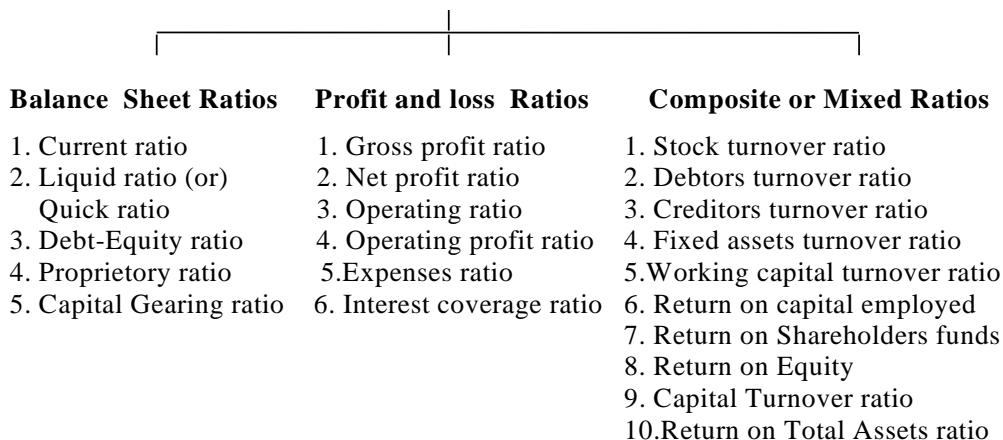 Balance Sheet Ratios
1. Current ratio
2. Liquid ratio (or)
Quick ratio
3. Debt-Equity ratio
4. Proprietory ratio
5. Capital Gearing ratio
Profit and loss Ratios
1. Gross profit ratio
2. Net profit ratio
3. Operating ratio
4. Operating profit ratio
5.Expenses ratio
6. Interest coverage ratio
Composite or Mixed Ratios
1. Stock turnover ratio
2. Debtors turnover ratio
3. Creditors turnover ratio
4. Fixed assets turnover ratio
5.Working capital turnover ratio
6. Return on capital employed
7. Return on Shareholders funds
8. Return on Equity
9. Capital Turnover ratio
10.Return on Total Assets ratio